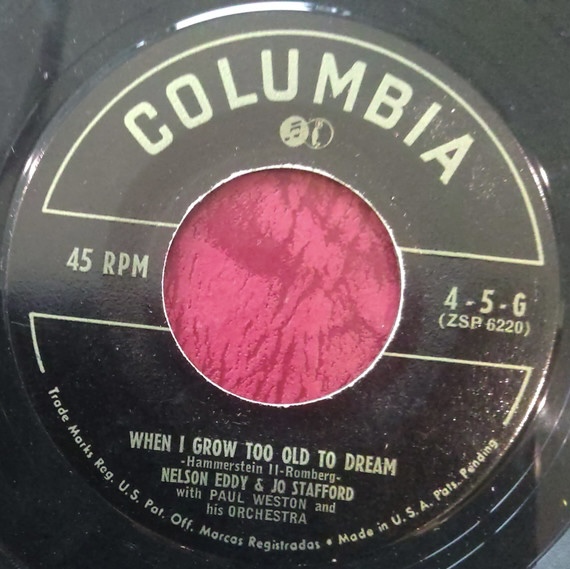 COLUMBIA
45 RPM
4-5-G
(ZSP 6220)
WHEN I GROW TOO OLD TO DREAM
-Hammerstein II-Romberg-
NELSON EDDY & JO STAFFORD
with PAUL WESTON and
his ORCHESTRA
Trade Marks Reg. U.S. Pat. Off. Marcas Registradas • Made in U.S.A. Pats. Pending